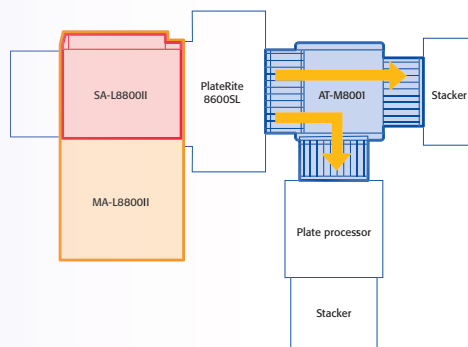 SA-L8800II
PlateRite
8600SL
AT-M8001
Stacker
MA-L8800II
Plate processor
Stacker